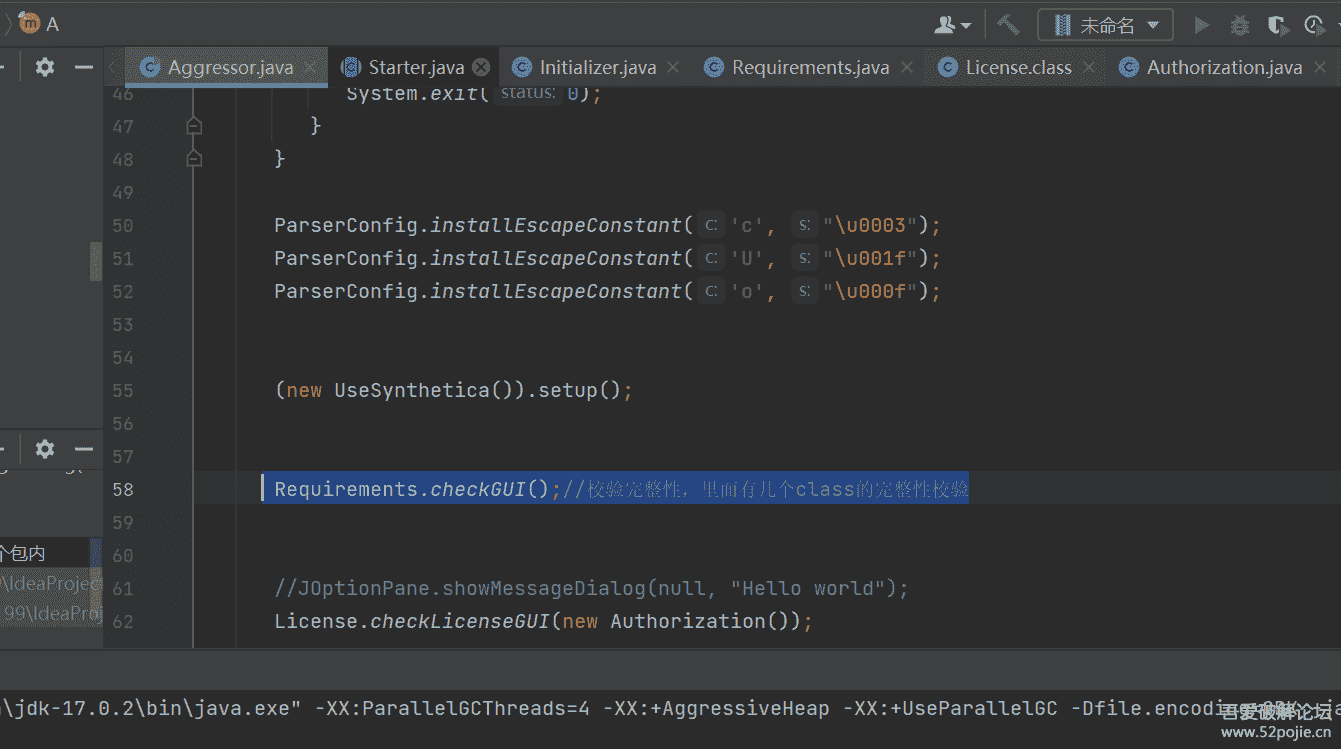 A
未命名
Aggressor.java
Starter.java
Initializer.java
Requirements.java
License.class
Authorization.java
46 System.exit( status: 0);
47 }
48 }
49
50 ParserConfig.installEscapeConstant( c: 'c', s: "\u0003");
51 ParserConfig.installEscapeConstant( c: 'U', s: "\u001f");
52 ParserConfig.installEscapeConstant( c: 'o', s: "\u000f");
53
54
55 (new UseSynthetica()).setup();
56
57
58 Requirements.checkGUI();//校验完整性，里面有几个class的完整性校验
59
60
61 //JOptionPane.showMessageDialog(null, "Hello world");
62 License.checkLicenseGUI(new Authorization());
个包内
\IdeaProjec
99\IdeaProj
\jdk-17.0.2\bin\java.exe" -XX:ParallelGCThreads=4 -XX:+AggressiveHeap -XX:+UseParallelGC -Dfile.encoding
吾爱破解论坛
www.52pojie.cn